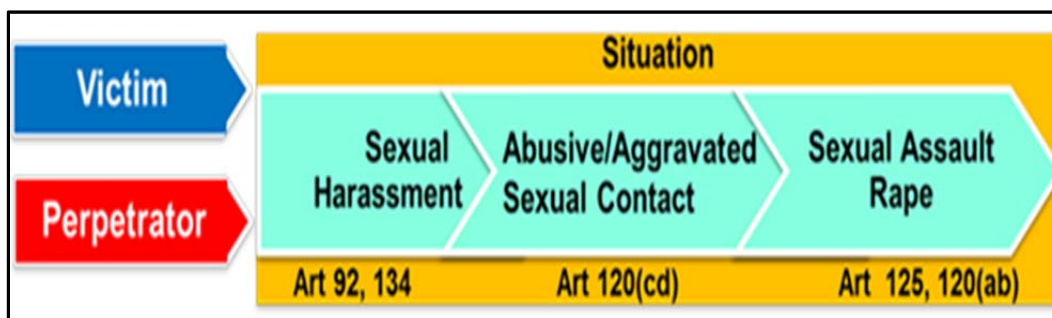 Situation
Victim
Perpetrator
Sexual
Harassment
Abusive/Aggravated
Sexual Contact
Sexual Assault
Rape
Art 92, 134
Art 120(cd)
Art 125, 120(ab)